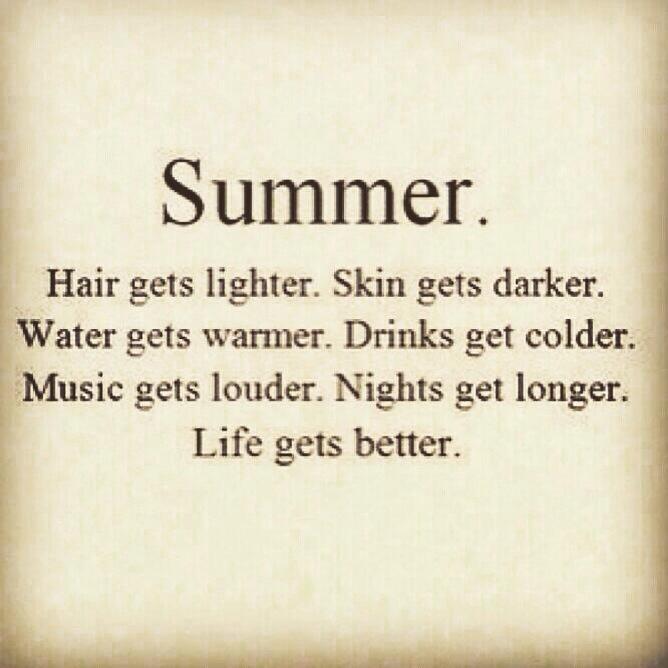 Summer.
Hair gets lighter. Skin gets darker.
Water gets warmer. Drinks get colder.
Music gets louder. Nights get longer.
Life gets better.